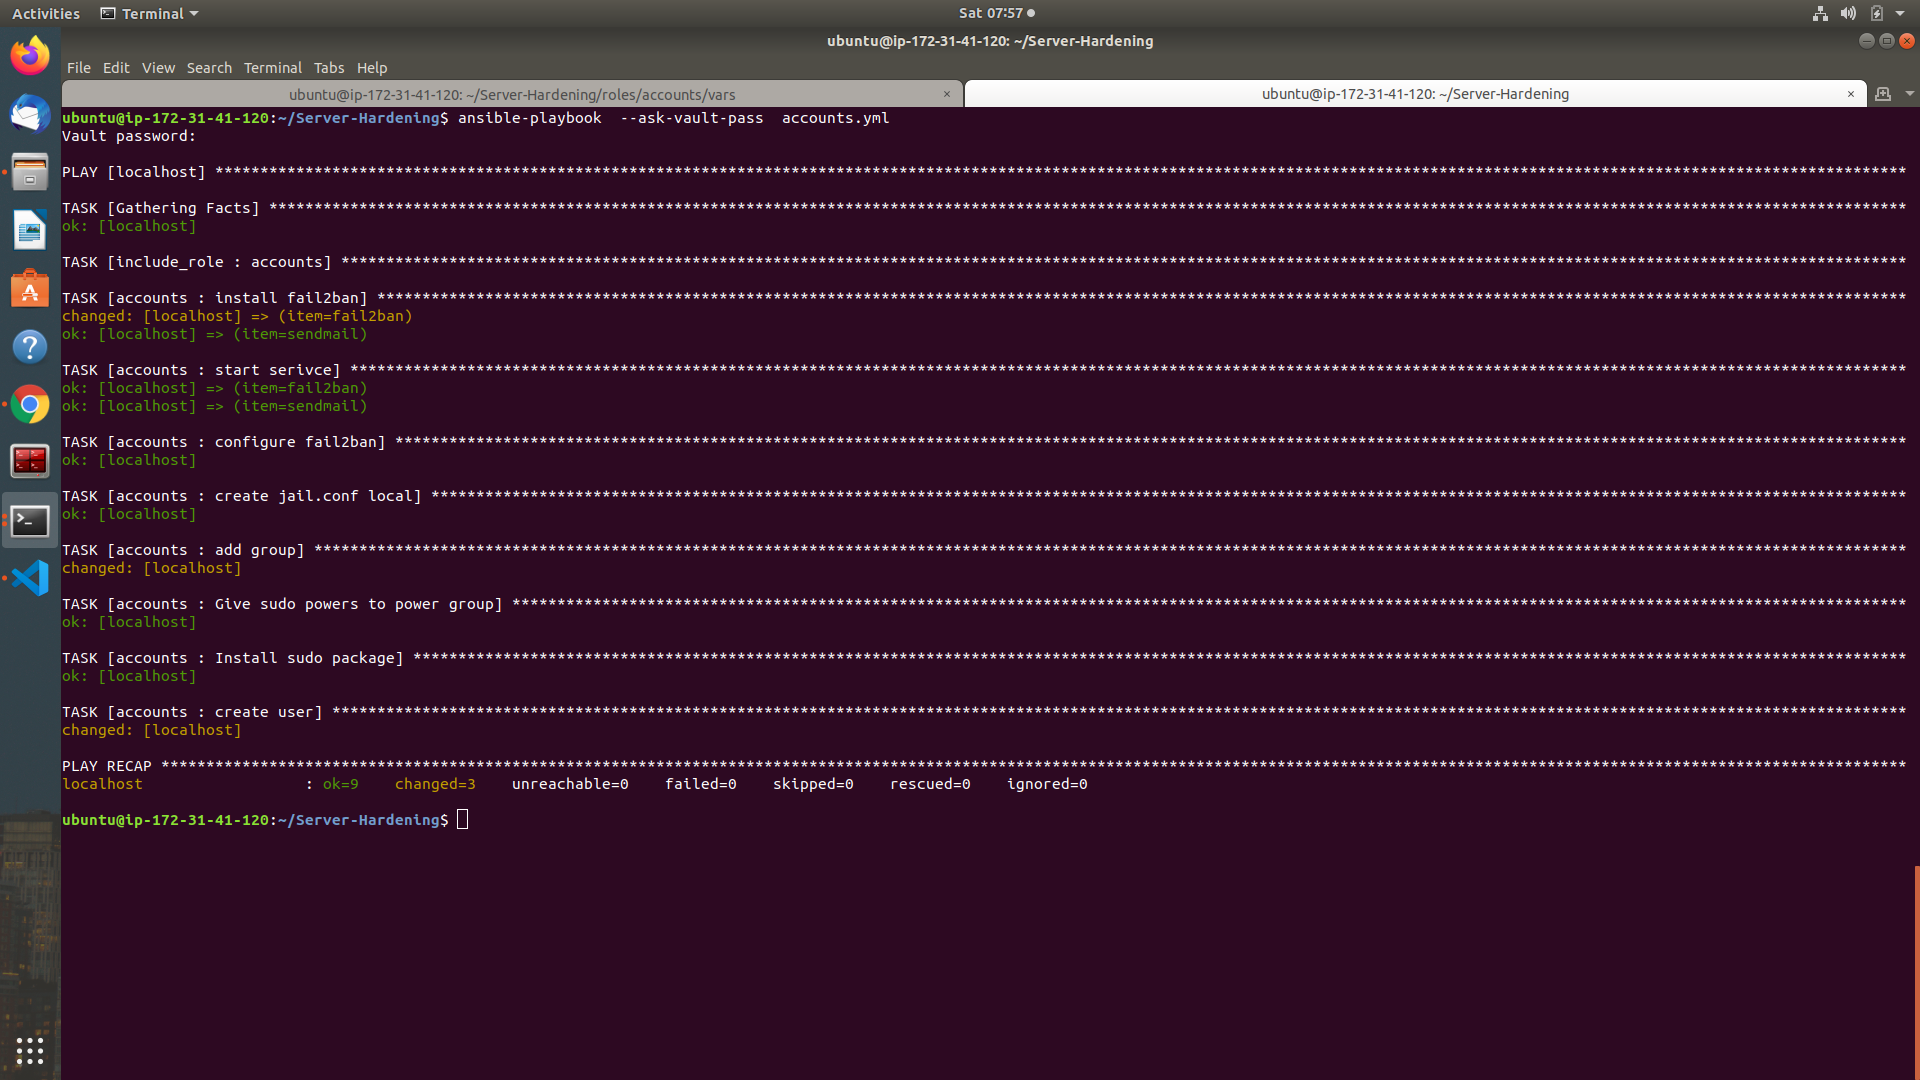 Activities Terminal Sat 07:57
ubuntu@ip-172-31-41-120: ~/Server-Hardening
File Edit View Search Terminal Tabs Help
ubuntu@ip-172-31-41-120: ~/Server-Hardening/roles/accounts/vars × ubuntu@ip-172-31-41-120: ~/Server-Hardening ×
ubuntu@ip-172-31-41-120:~/Server-Hardening$ ansible-playbook  --ask-vault-pass  accounts.yml
Vault password:
PLAY [localhost] ****************************************************************************************************************************************************************************************************
TASK [Gathering Facts] **********************************************************************************************************************************************************************************************
ok: [localhost]
TASK [include_role : accounts] **************************************************************************************************************************************************************************************
TASK [accounts : install fail2ban] **********************************************************************************************************************************************************************************
changed: [localhost] => (item=fail2ban)
ok: [localhost] => (item=sendmail)
TASK [accounts : start serivce] *************************************************************************************************************************************************************************************
ok: [localhost] => (item=fail2ban)
ok: [localhost] => (item=sendmail)
TASK [accounts : configure fail2ban] ********************************************************************************************************************************************************************************
ok: [localhost]
TASK [accounts : create jail.conf local] ****************************************************************************************************************************************************************************
ok: [localhost]
TASK [accounts : add group] *****************************************************************************************************************************************************************************************
changed: [localhost]
TASK [accounts : Give sudo powers to power group] *******************************************************************************************************************************************************************
ok: [localhost]
TASK [accounts : Install sudo package] ******************************************************************************************************************************************************************************
ok: [localhost]
TASK [accounts : create user] ***************************************************************************************************************************************************************************************
changed: [localhost]
PLAY RECAP **********************************************************************************************************************************************************************************************************
localhost                  : ok=9    changed=3    unreachable=0    failed=0    skipped=0    rescued=0    ignored=0
ubuntu@ip-172-31-41-120:~/Server-Hardening$